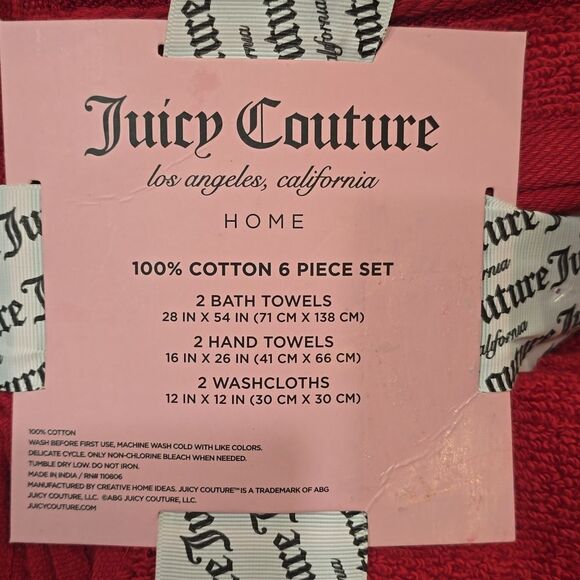 Juicy Couture
los angeles, california
HOME
100% COTTON 6 PIECE SET
2 BATH TOWELS
28 IN X 54 IN (71 CM X 138 CM)
2 HAND TOWELS
16 IN X 26 IN (41 CM X 66 CM)
2 WASHCLOTHS
12 IN X 12 IN (30 CM X 30 CM)
100% COTTON
WASH BEFORE FIRST USE, MACHINE WASH COLD WITH LIKE COLORS.
DELICATE CYCLE. ONLY NON-CHLORINE BLEACH WHEN NEEDED.
TUMBLE DRY LOW. DO NOT IRON.
MADE IN INDIA / RN# 110806
MANUFACTURED BY CREATIVE HOME IDEAS. JUICY COUTURE™ IS A TRADEMARK OF ABG
JUICY COUTURE, LLC. ©ABG JUICY COUTURE, LLC.
JUICYCOUTURE.COM